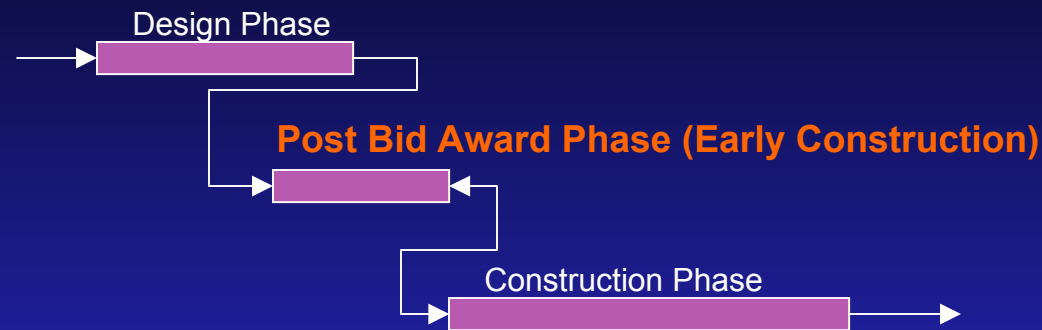 Design Phase
Post Bid Award Phase (Early Construction)
Construction Phase